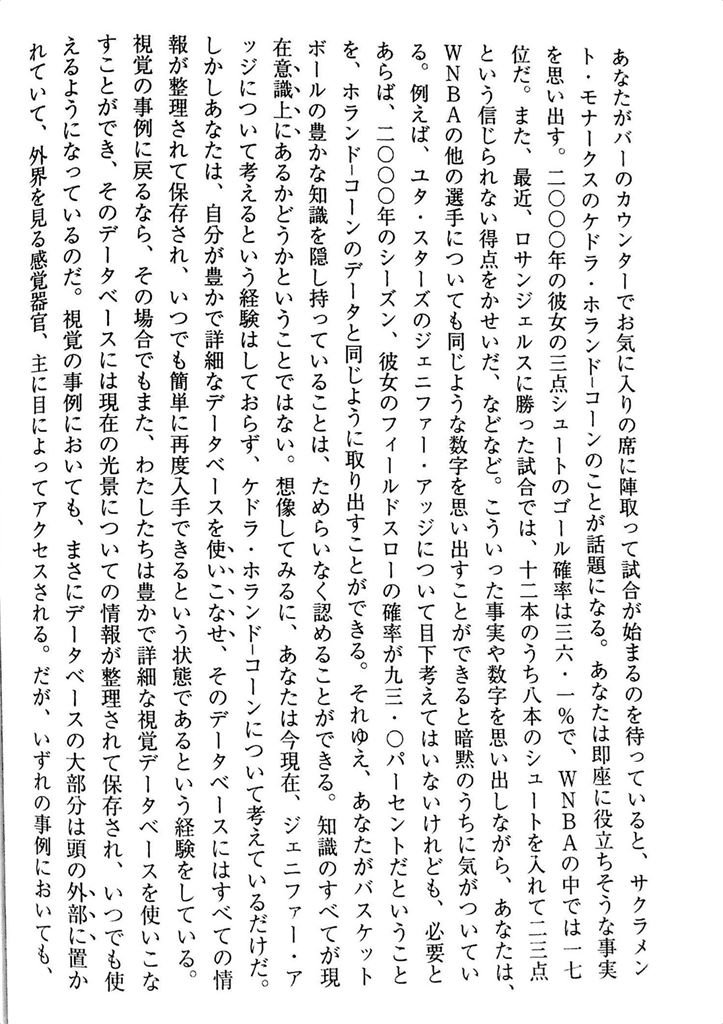 あなたがバーのカウンターでお気に入りの席に陣取って試合が始まるのを待っていると、サクラメン
ト・モナークスのケドラ・ホランド=コーンのことが話題になる。あなたは即座に役立ちそうな事実
を思い出す。二〇〇〇年の彼女の三点シュートのゴール確率は三六・一％で、WNBAの中では一七
位だ。また、最近、ロサンジェルスに勝った試合では、十二本のうち八本のシュートを入れて二三点
という信じられない得点をかせいだ、などなど。こういった事実や数字を思い出しながら、あなたは、
WNBAの他の選手についても同じような数字を思い出すことができると暗黙のうちに気がついてい
る。例えば、ユタ・スターズのジェニファー・アッジについて目下考えてはいないけれども、必要と
あらば、二〇〇〇年のシーズン、彼女のフィールドスローの確率が九三・〇パーセントだということ
を、ホランド=コーンのデータと同じように取り出すことができる。それゆえ、あなたがバスケット
ボールの豊かな知識を隠し持っていることは、ためらいなく認めることができる。知識のすべてが現
在意識上にあるかどうかということではない。想像してみるに、あなたは今現在、ジェニファー・ア
ッジについて考えるという経験はしておらず、ケドラ・ホランド=コーンについて考えているだけだ。
しかしあなたは、自分が豊かで詳細なデータベースを使いこなせ、そのデータベースにはすべての情
報が整理されて保存され、いつでも簡単に再度入手できるという状態であるという経験をしている。
視覚の事例に戻るなら、その場合でもまた、わたしたちは豊かで詳細な視覚データベースを使いこな
すことができ、そのデータベースには現在の光景についての情報が整理されて保存され、いつでも使
えるようになっているのだ。視覚の事例においても、まさにデータベースの大部分は頭の外部に置か
れていて、外界を見る感覚器官、主に目によってアクセスされる。だが、いずれの事例においても、